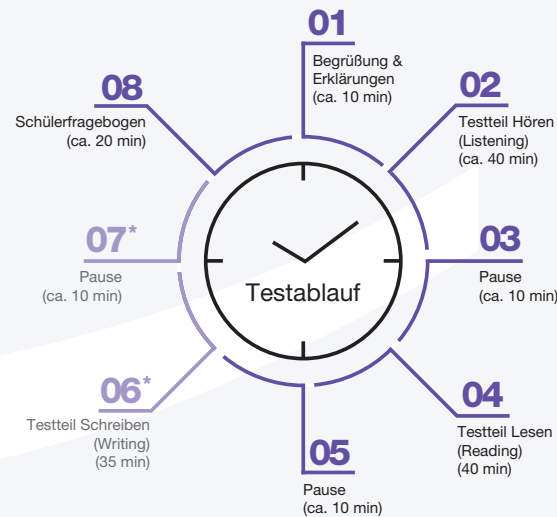 01
Begrüßung &
Erklärungen
(ca. 10 min)
02
Testteil Hören
(Listening)
(ca. 40 min)
03
Pause
(ca. 10 min)
04
Testteil Lesen
(Reading)
(40 min)
05
Pause
(ca. 10 min)
06*
Testteil Schreiben
(Writing)
(35 min)
07*
Pause
(ca. 10 min)
08
Schülerfragebogen
(ca. 20 min)
Testablauf